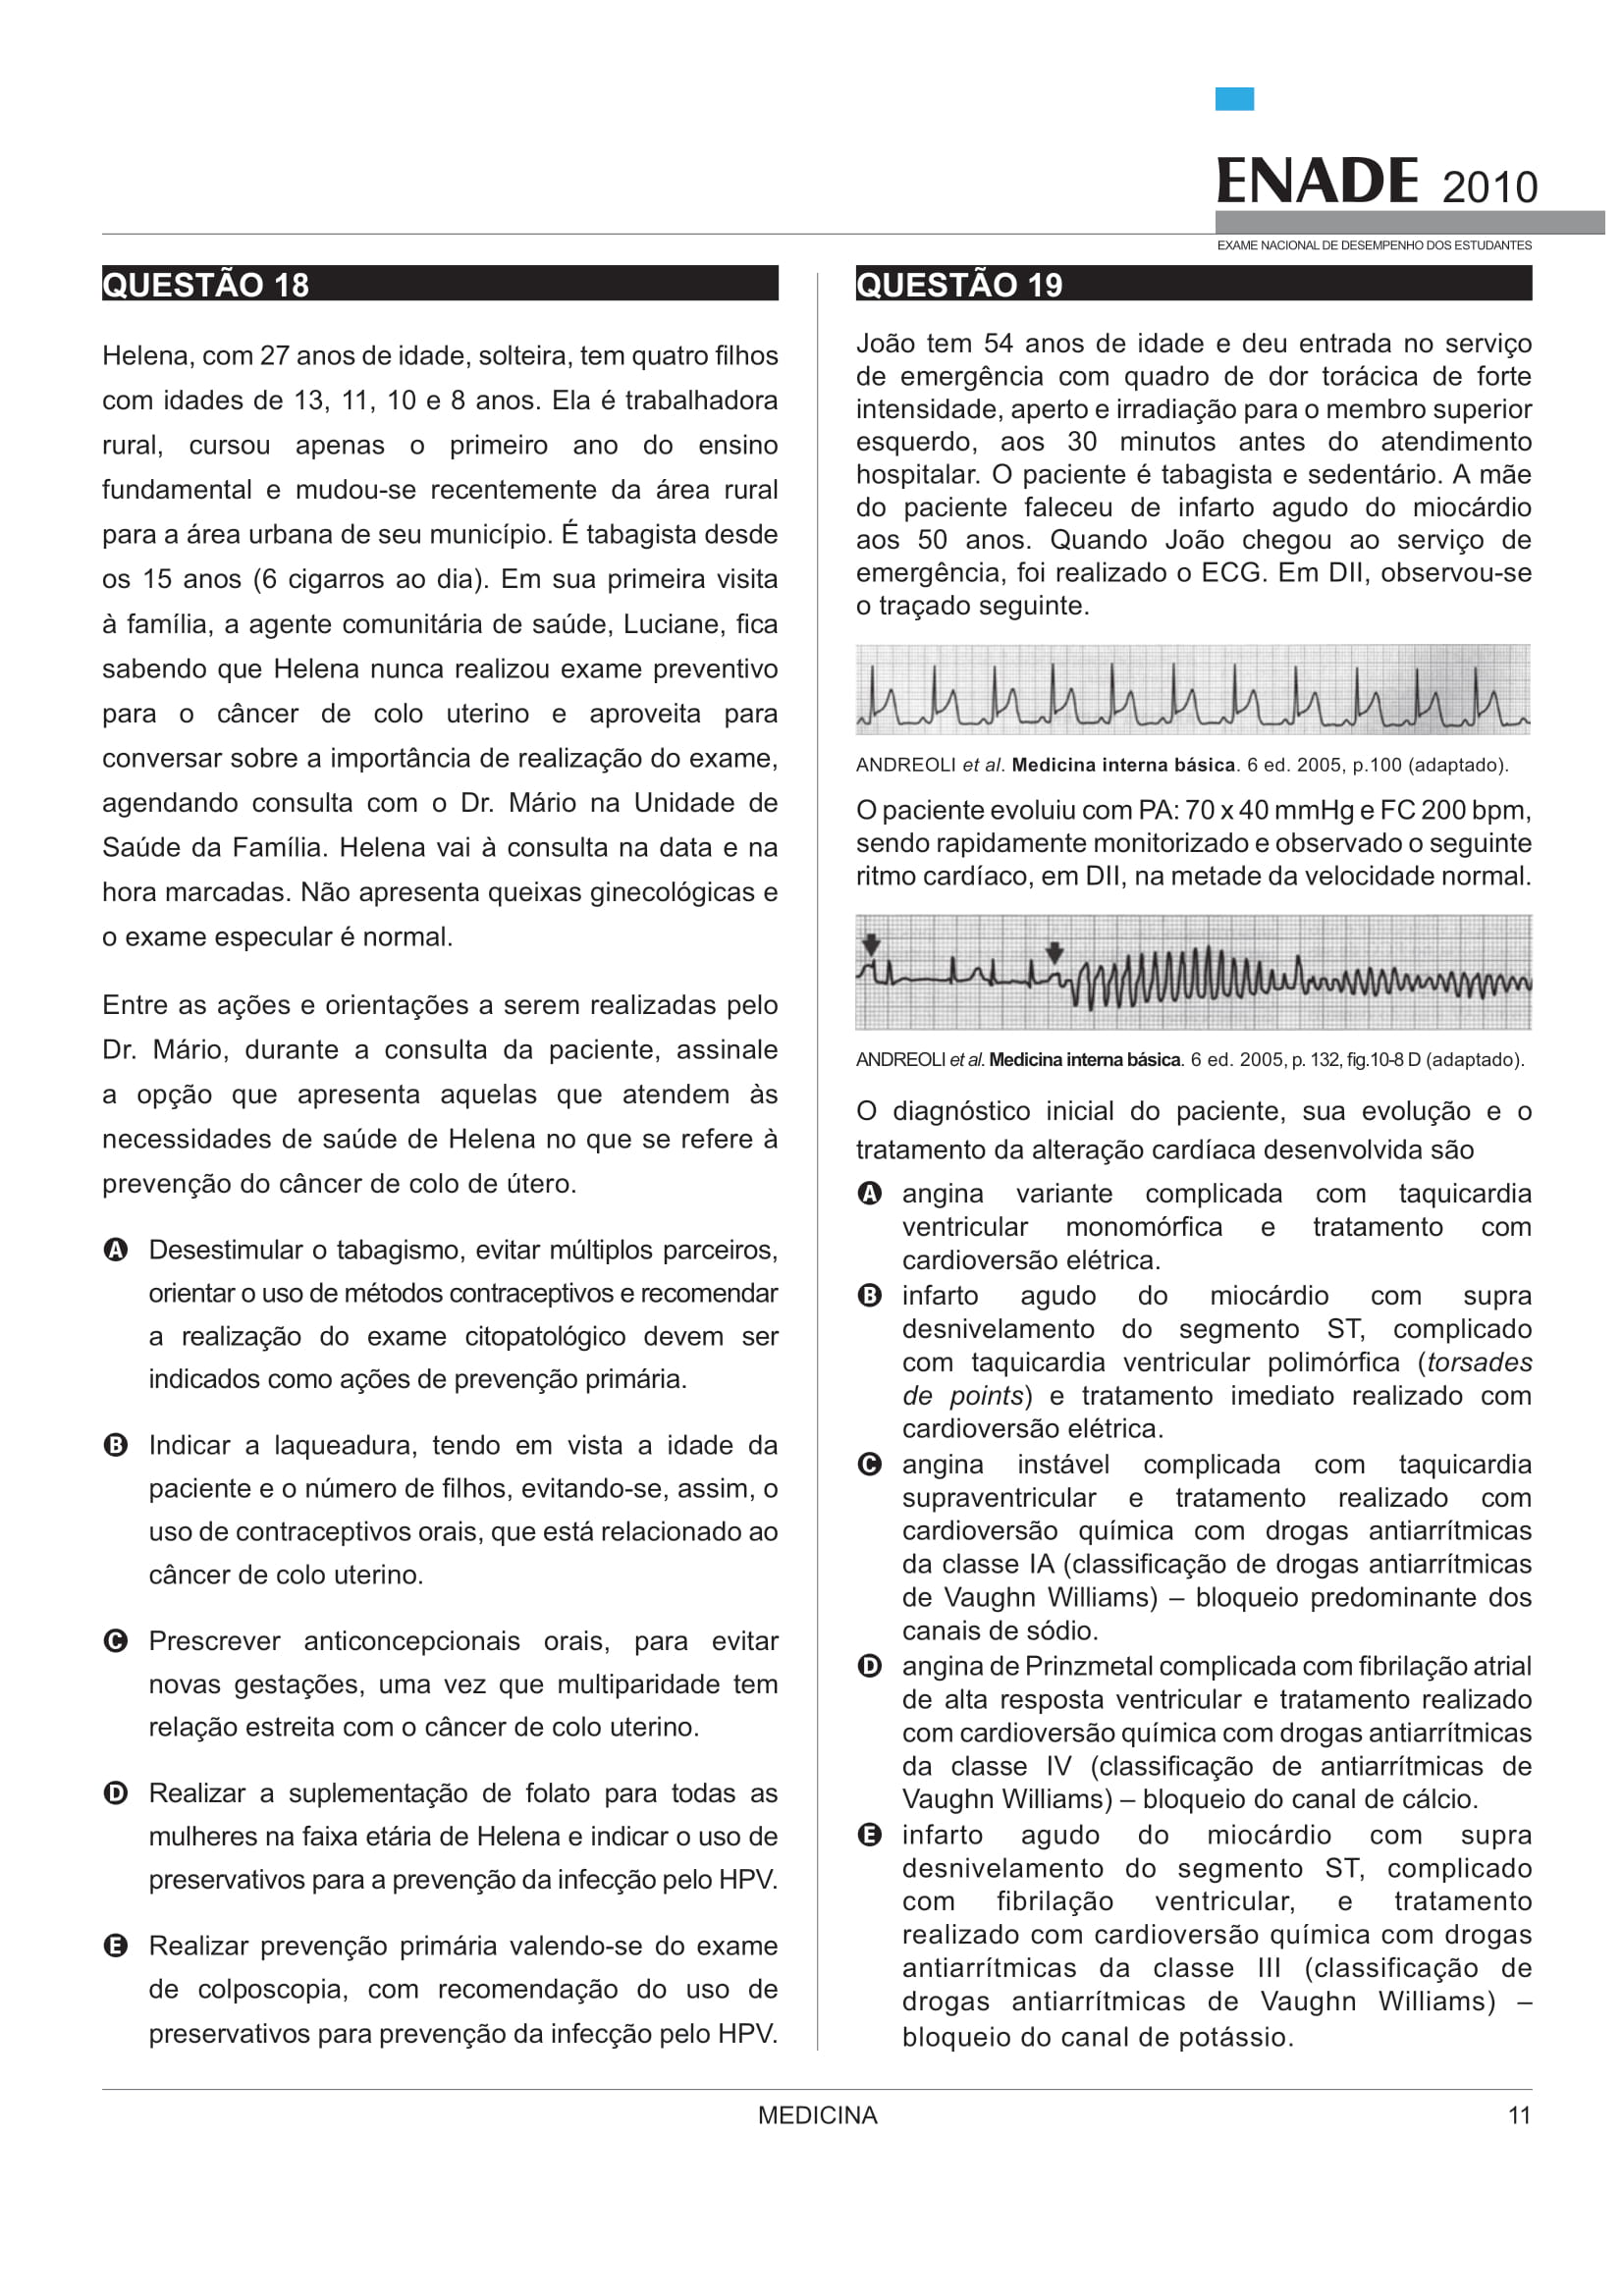 ENADE 2010
EXAME NACIONAL DE DESEMPENHO DOS ESTUDANTES
QUESTÃO 18
Helena, com 27 anos de idade, solteira, tem quatro filhos
com idades de 13, 11, 10 e 8 anos. Ela é trabalhadora
rural, cursou apenas o primeiro ano do ensino
fundamental e mudou-se recentemente da área rural
para a área urbana de seu município. É tabagista desde
os 15 anos (6 cigarros ao dia). Em sua primeira visita
à família, a agente comunitária de saúde, Luciane, fica
sabendo que Helena nunca realizou exame preventivo
para o câncer de colo uterino e aproveita para
conversar sobre a importância de realização do exame,
agendando consulta com o Dr. Mário na Unidade de
Saúde da Família. Helena vai à consulta na data e na
hora marcadas. Não apresenta queixas ginecológicas e
o exame especular é normal.
Entre as ações e orientações a serem realizadas pelo
Dr. Mário, durante a consulta da paciente, assinale
a opção que apresenta aquelas que atendem às
necessidades de saúde de Helena no que se refere à
prevenção do câncer de colo de útero.
A Desestimular o tabagismo, evitar múltiplos parceiros,
orientar o uso de métodos contraceptivos e recomendar
a realização do exame citopatológico devem ser
indicados como ações de prevenção primária.
B Indicar a laqueadura, tendo em vista a idade da
paciente e o número de filhos, evitando-se, assim, o
uso de contraceptivos orais, que está relacionado ao
câncer de colo uterino.
C Prescrever anticoncepcionais orais, para evitar
novas gestações, uma vez que multiparidade tem
relação estreita com o câncer de colo uterino.
D Realizar a suplementação de folato para todas as
mulheres na faixa etária de Helena e indicar o uso de
preservativos para a prevenção da infecção pelo HPV.
E Realizar prevenção primária valendo-se do exame
de colposcopia, com recomendação do uso de
preservativos para prevenção da infecção pelo HPV.
QUESTÃO 19
João tem 54 anos de idade e deu entrada no serviço
de emergência com quadro de dor torácica de forte
intensidade, aperto e irradiação para o membro superior
esquerdo, aos 30 minutos antes do atendimento
hospitalar. O paciente é tabagista e sedentário. A mãe
do paciente faleceu de infarto agudo do miocárdio
aos 50 anos. Quando João chegou ao serviço de
emergência, foi realizado o ECG. Em DII, observou-se
o traçado seguinte.
ANDREOLI et al. Medicina interna básica. 6 ed. 2005, p.100 (adaptado).
O paciente evoluiu com PA: 70 x 40 mmHg e FC 200 bpm,
sendo rapidamente monitorizado e observado o seguinte
ritmo cardíaco, em DII, na metade da velocidade normal.
ANDREOLI et al. Medicina interna básica. 6 ed. 2005, p. 132, fig.10-8 D (adaptado).
O diagnóstico inicial do paciente, sua evolução e o
tratamento da alteração cardíaca desenvolvida são
A angina variante complicada com taquicardia
ventricular monomórfica e tratamento com
cardioversão elétrica.
B infarto agudo do miocárdio com supra
desnivelamento do segmento ST, complicado
com taquicardia ventricular polimórfica (torsades
de points) e tratamento imediato realizado com
cardioversão elétrica.
C angina instável complicada com taquicardia
supraventricular e tratamento realizado com
cardioversão química com drogas antiarrítmicas
da classe IA (classificação de drogas antiarrítmicas
de Vaughn Williams) – bloqueio predominante dos
canais de sódio.
D angina de Prinzmetal complicada com fibrilação atrial
de alta resposta ventricular e tratamento realizado
com cardioversão química com drogas antiarrítmicas
da classe IV (classificação de antiarrítmicas de
Vaughn Williams) – bloqueio do canal de cálcio.
E infarto agudo do miocárdio com supra
desnivelamento do segmento ST, complicado
com fibrilação ventricular, e tratamento
realizado com cardioversão química com drogas
antiarrítmicas da classe III (classificação de
drogas antiarrítmicas de Vaughn Williams) –
bloqueio do canal de potássio.
MEDICINA
11